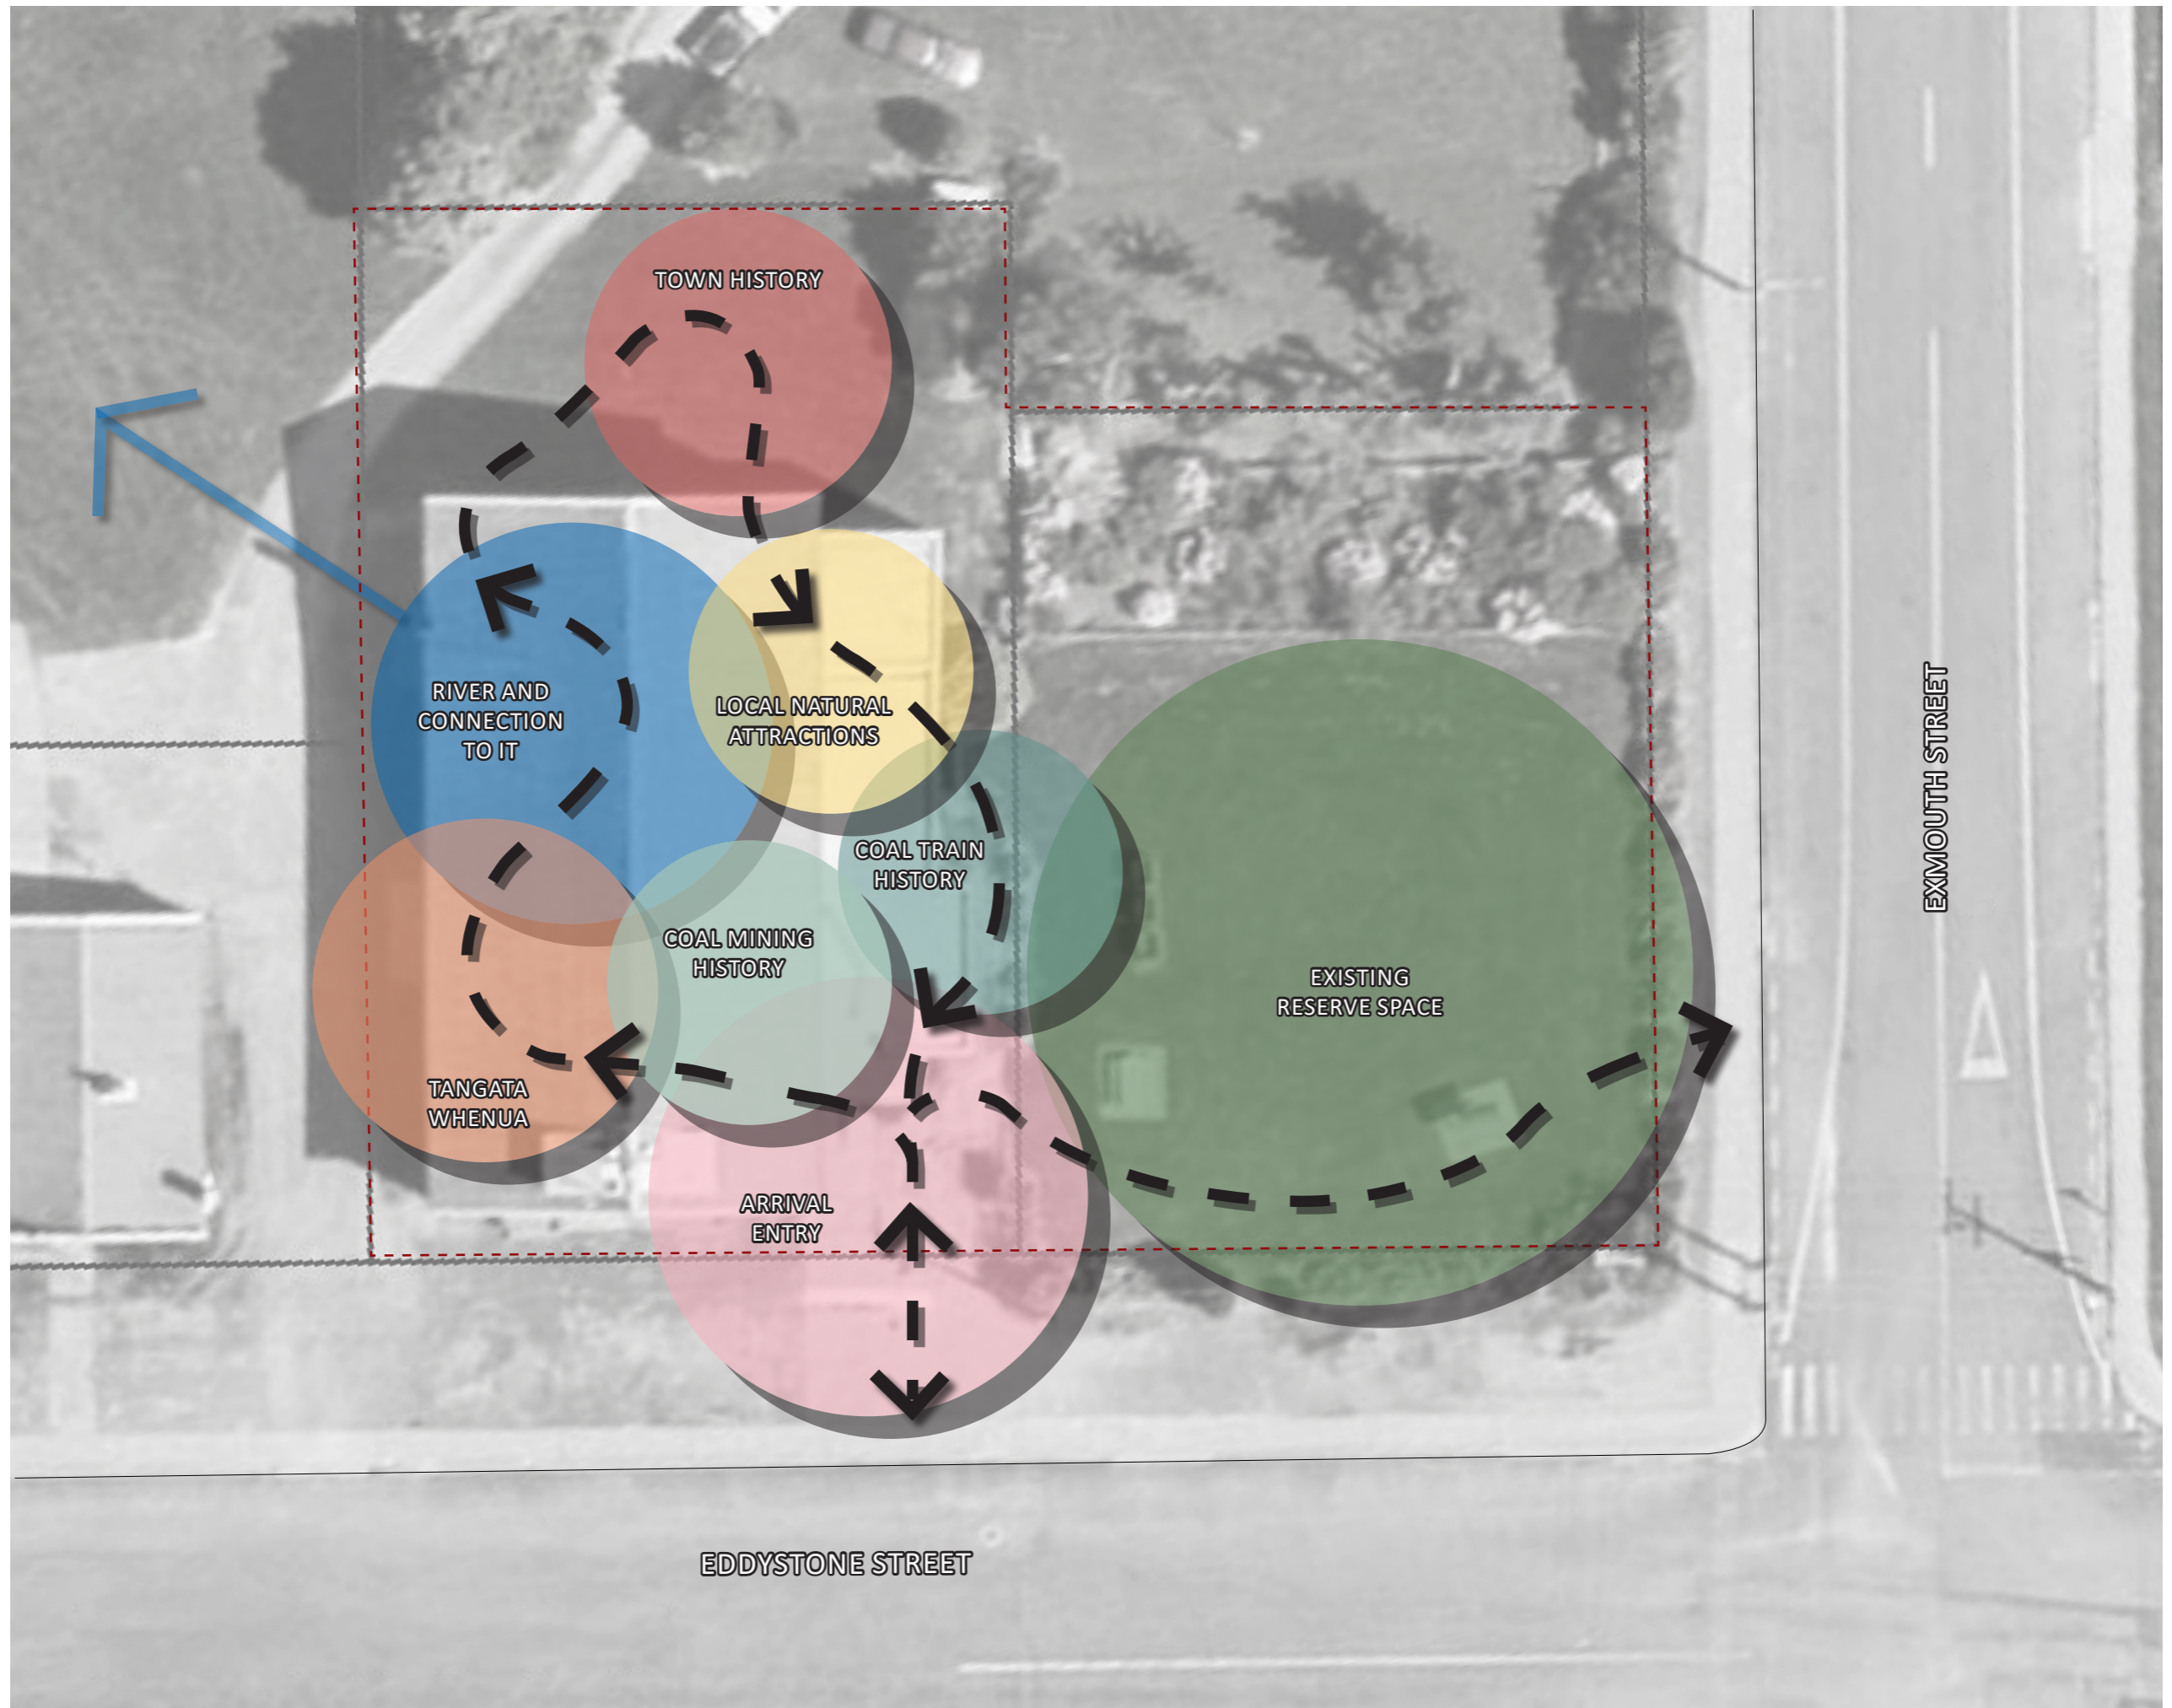 TOWN HISTORY
RIVER AND
CONNECTION
TO IT
LOCAL NATURAL
ATTRACTIONS
COAL TRAIN
HISTORY
COAL MINING
HISTORY
EXISTING
RESERVE SPACE
TANGATA
WHENUA
ARRIVAL
ENTRY
EXMOUTH STREET
EDDYSTONE STREET